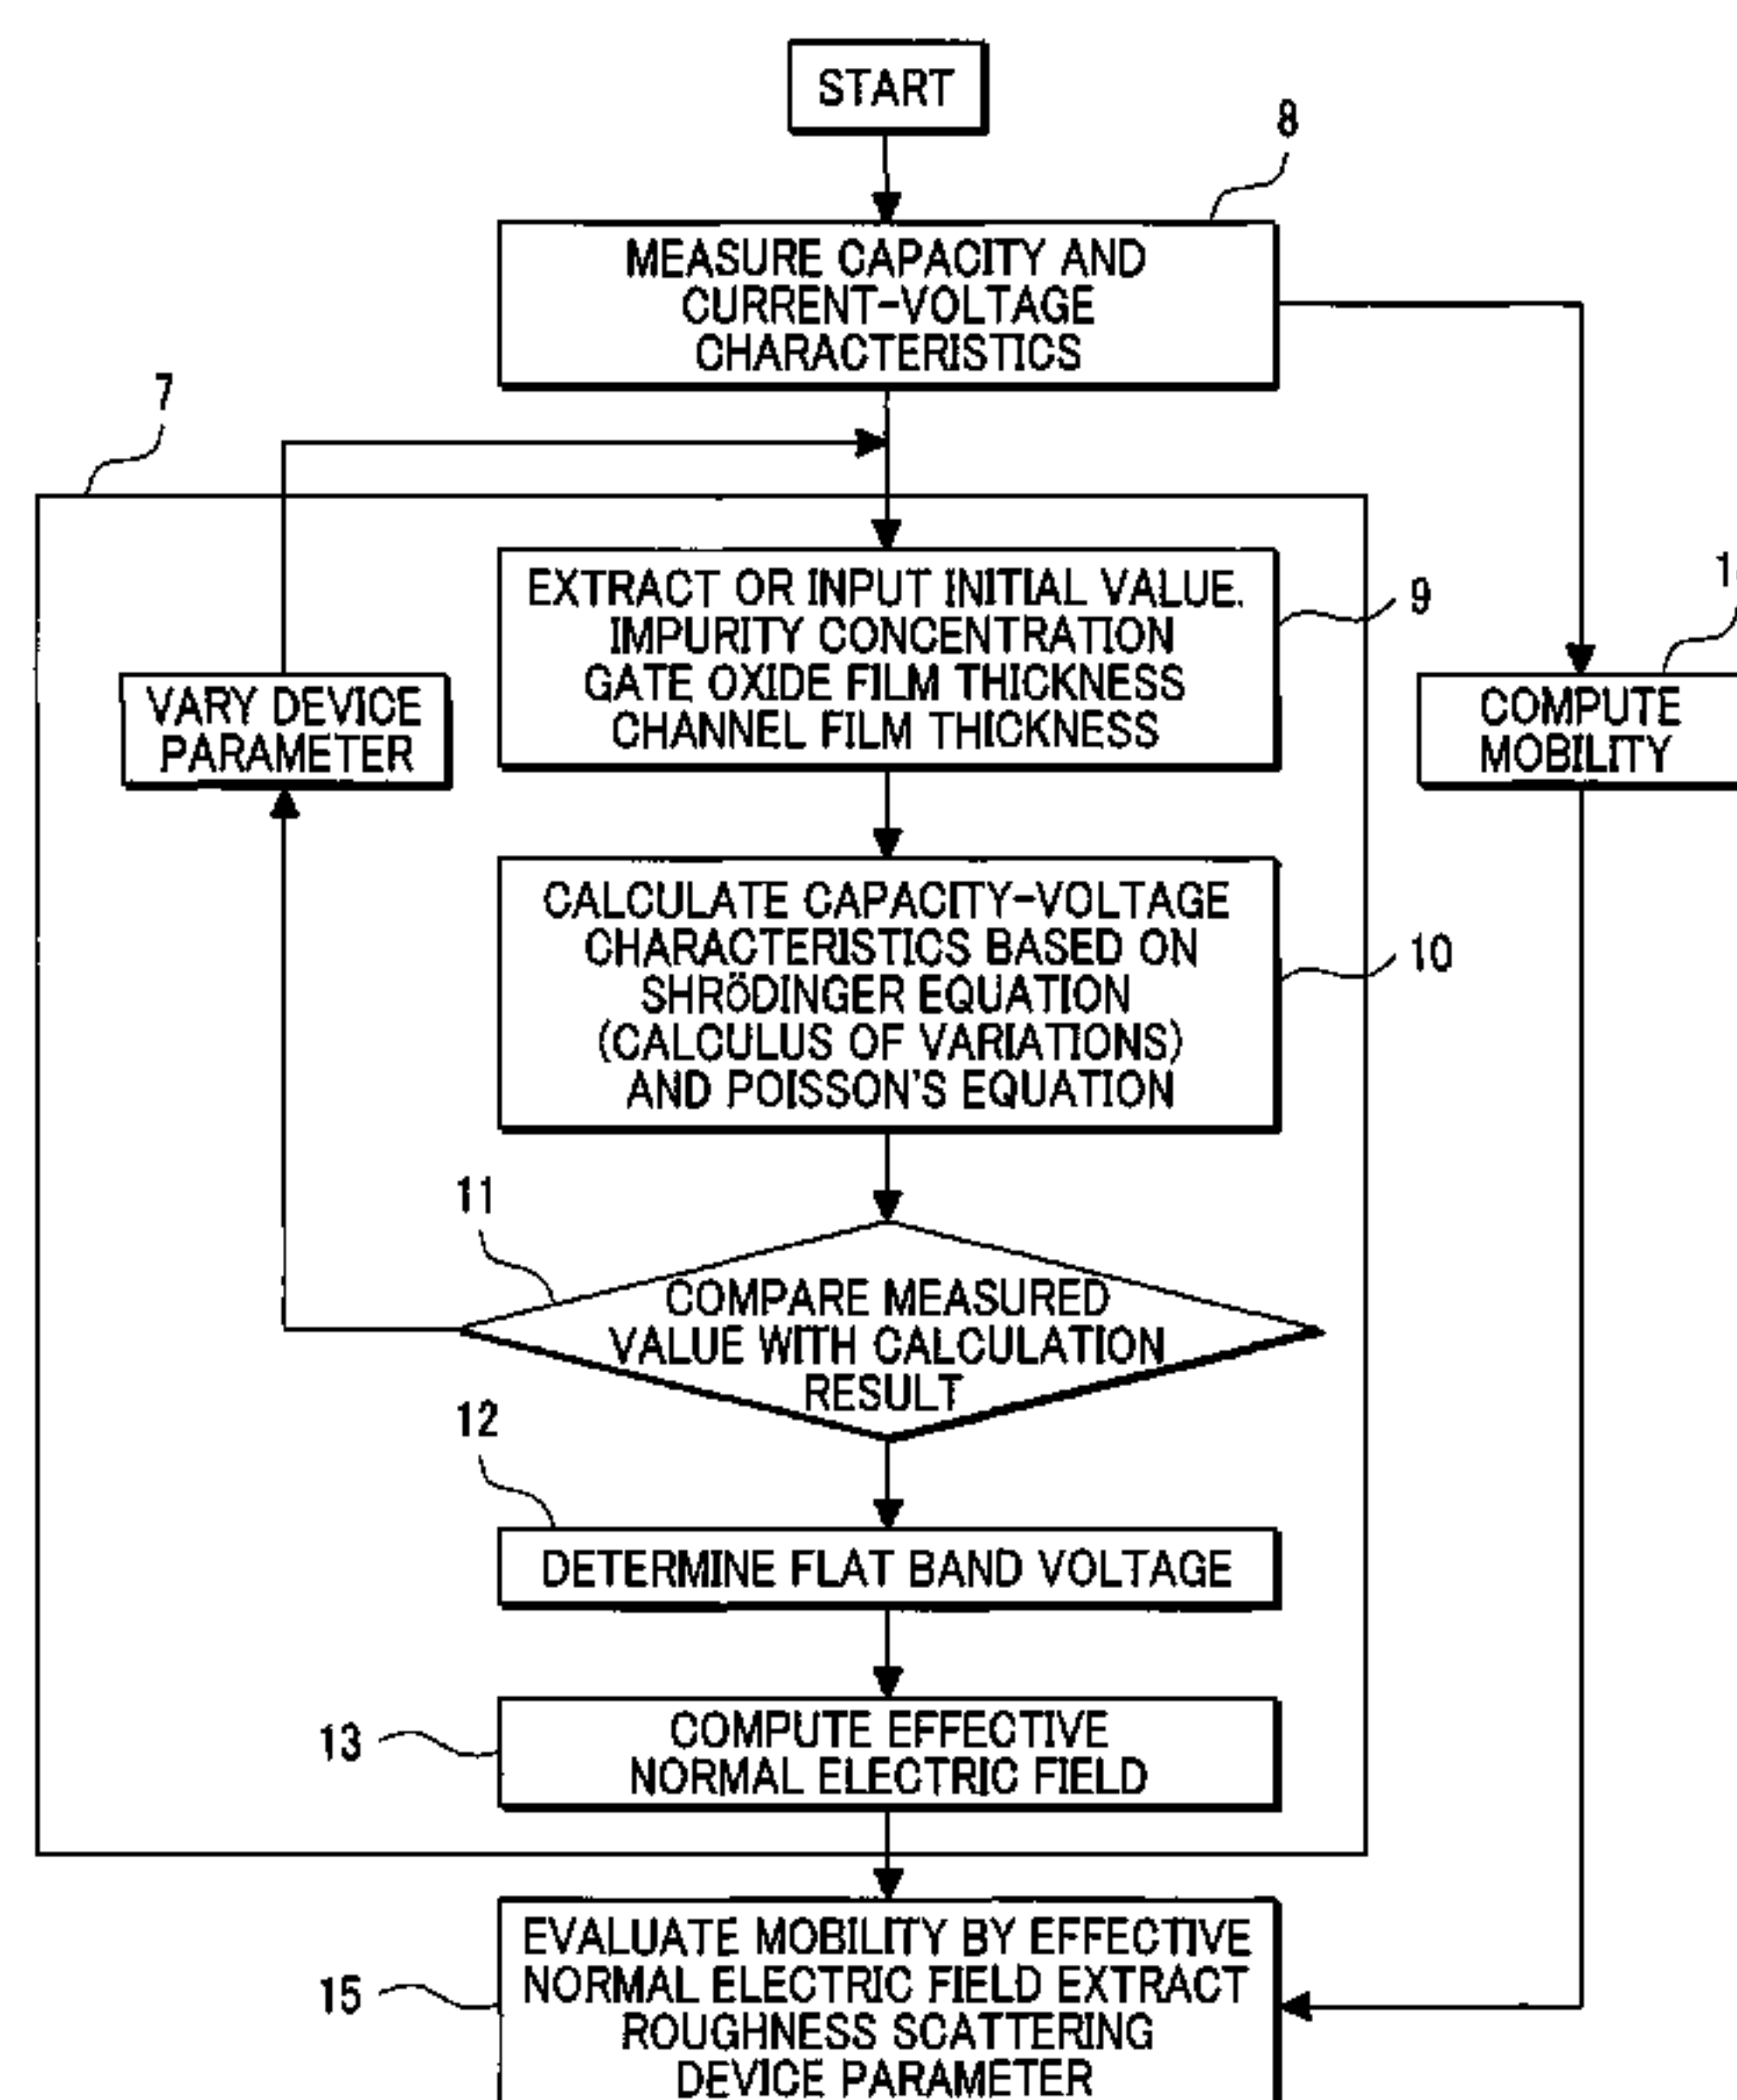 START
8
MEASURE CAPACITY AND
CURRENT-VOLTAGE
CHARACTERISTICS
7
EXTRACT OR INPUT INITIAL VALUE.
IMPURITY CONCENTRATION
GATE OXIDE FILM THICKNESS
CHANNEL FILM THICKNESS
9
VARY DEVICE
PARAMETER
COMPUTE
MOBILITY
CALCULATE CAPACITY-VOLTAGE
CHARACTERISTICS BASED ON
SHRÖDINGER EQUATION
(CALCULUS OF VARIATIONS)
AND POISSON'S EQUATION
10
11
COMPARE MEASURED
VALUE WITH CALCULATION
RESULT
12
DETERMINE FLAT BAND VOLTAGE
13
COMPUTE EFFECTIVE
NORMAL ELECTRIC FIELD
15
EVALUATE MOBILITY BY EFFECTIVE
NORMAL ELECTRIC FIELD EXTRACT
ROUGHNESS SCATTERING
DEVICE PARAMETER